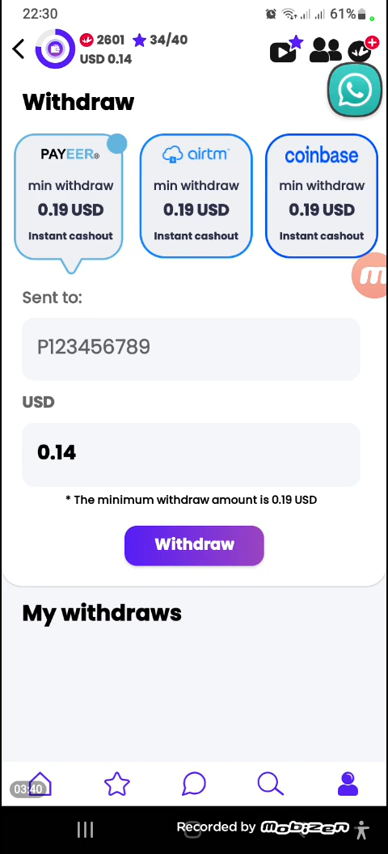 22:30
61%
2601 34/40
USD 0.14
Withdraw
PAYEER®
min withdraw
0.19 USD
Instant cashout
airtm
min withdraw
0.19 USD
Instant cashout
coinbase
min withdraw
0.19 USD
Instant cashout
Sent to:
P123456789
USD
0.14
* The minimum withdraw amount is 0.19 USD
Withdraw
My withdraws
03:40
Recorded by MOBIZEN